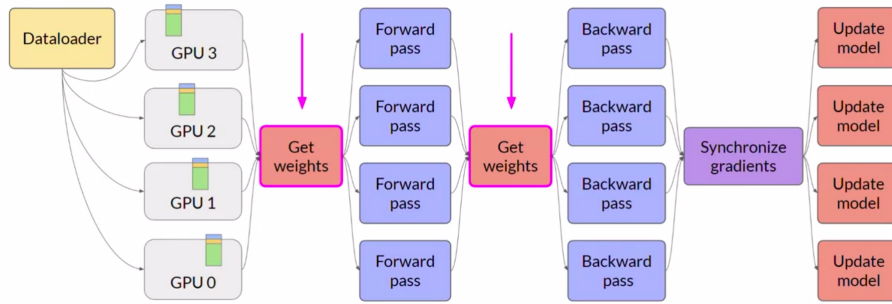 Dataloader
GPU 3
GPU 2
GPU 1
GPU 0
Get
weights
Forward
pass
Forward
pass
Forward
pass
Forward
pass
Get
weights
Backward
pass
Backward
pass
Backward
pass
Backward
pass
Synchronize
gradients
Update
model
Update
model
Update
model
Update
model